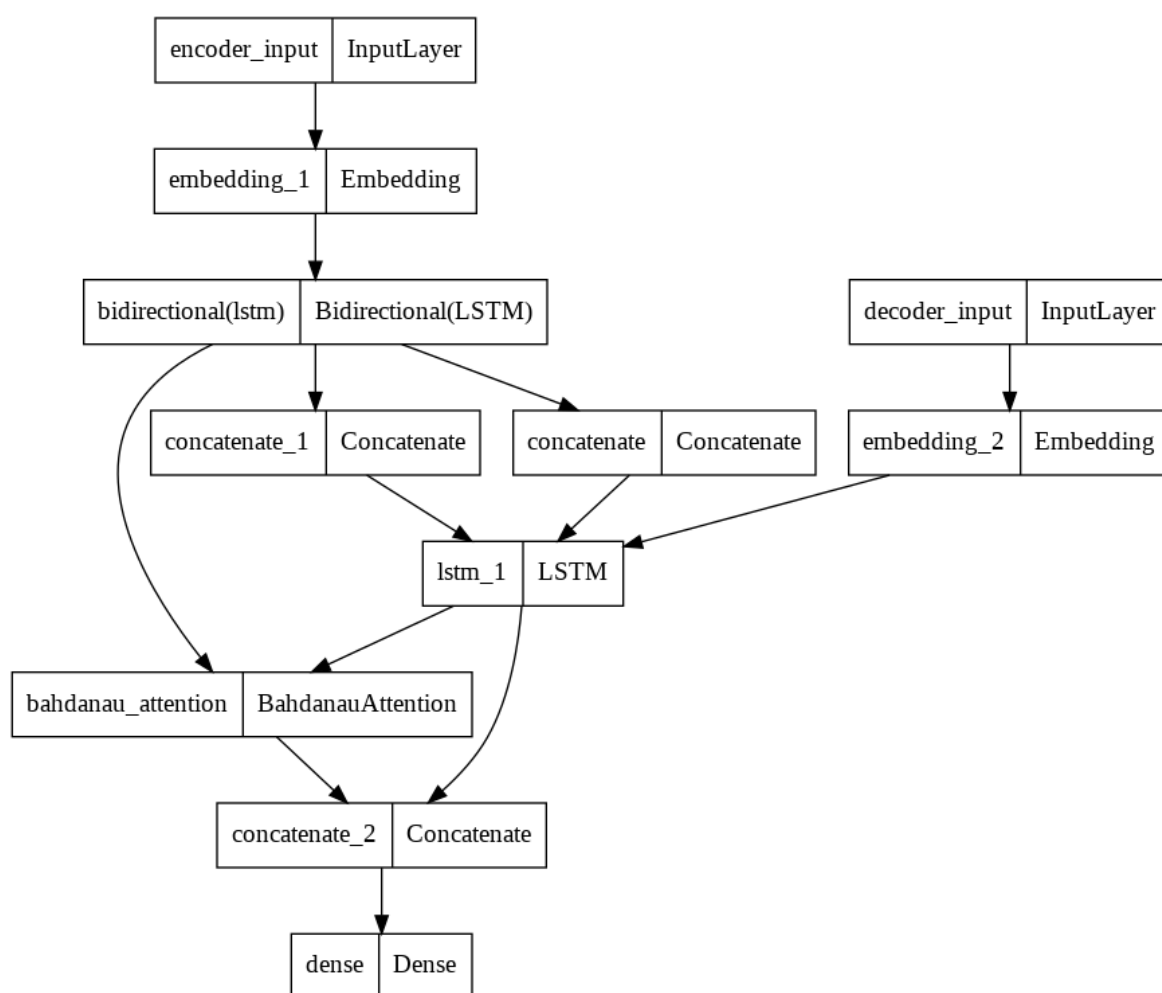 encoder_input InputLayer
embedding_1 Embedding
bidirectional(lstm) Bidirectional(LSTM)
decoder_input InputLayer
concatenate_1 Concatenate
concatenate Concatenate
embedding_2 Embedding
lstm_1 LSTM
bahdanau_attention BahdanauAttention
concatenate_2 Concatenate
dense Dense